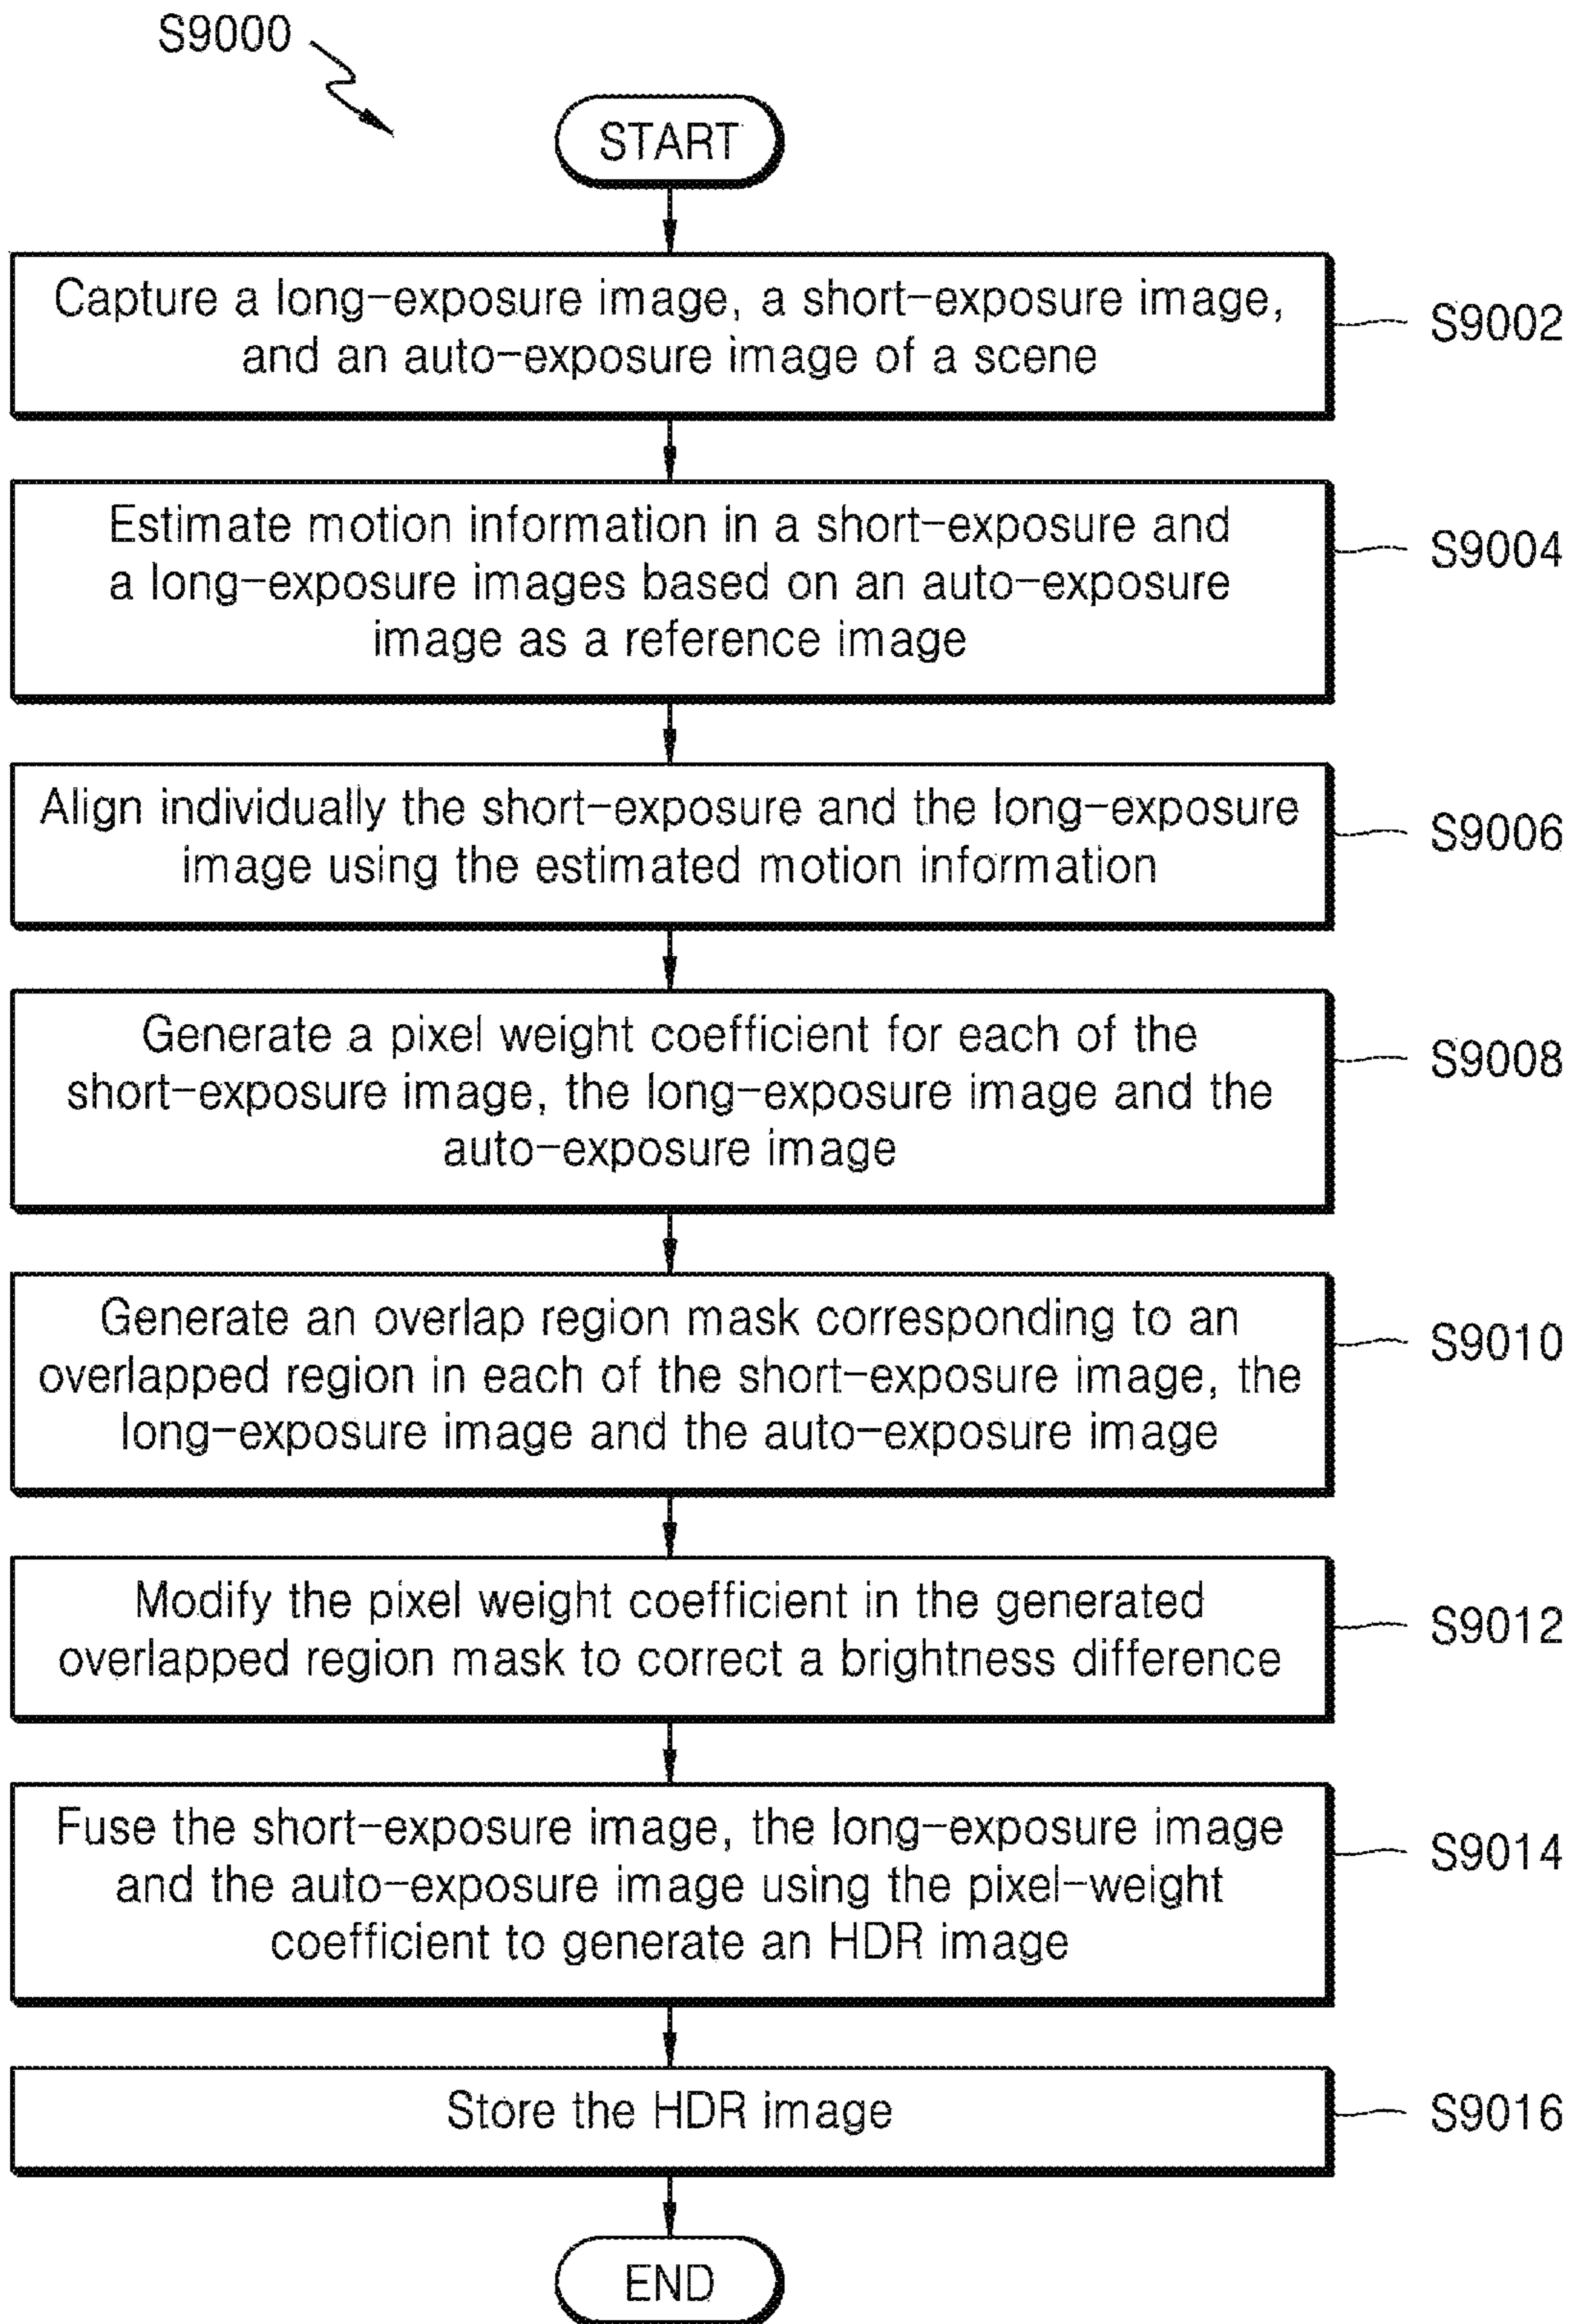 S9000
START
Capture a long-exposure image, a short-exposure image,
and an auto-exposure image of a scene
S9002
Estimate motion information in a short-exposure and
a long-exposure images based on an auto-exposure
image as a reference image
S9004
Align individually the short-exposure and the long-exposure
image using the estimated motion information
S9006
Generate a pixel weight coefficient for each of the
short-exposure image, the long-exposure image and the
auto-exposure image
S9008
Generate an overlap region mask corresponding to an
overlapped region in each of the short-exposure image, the
long-exposure image and the auto-exposure image
S9010
Modify the pixel weight coefficient in the generated
overlapped region mask to correct a brightness difference
S9012
Fuse the short-exposure image, the long-exposure image
and the auto-exposure image using the pixel-weight
coefficient to generate an HDR image
S9014
Store the HDR image
S9016
END